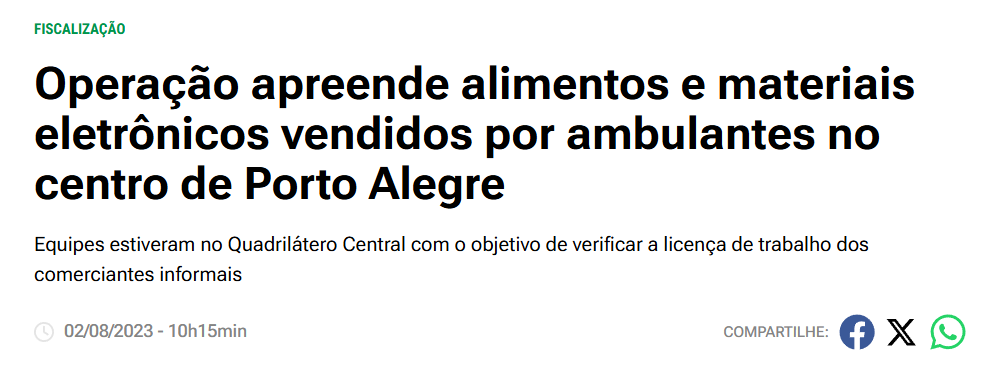 FISCALIZAÇÃO
Operação apreende alimentos e materiais
eletrônicos vendidos por ambulantes no
centro de Porto Alegre
Equipes estiveram no Quadrilátero Central com o objetivo de verificar a licença de trabalho dos
comerciantes informais
02/08/2023 - 10h15min
COMPARTILHE: